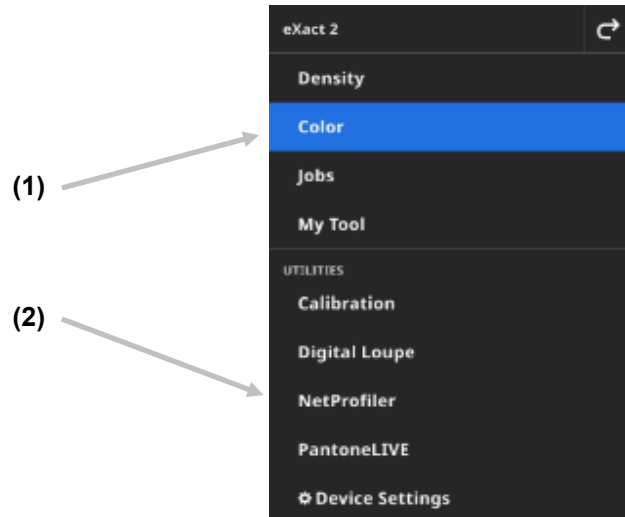 eXact 2
Density
Color
(1)
Jobs
My Tool
UTILITIES
(2)
Calibration
Digital Loupe
NetProfiler
PantoneLIVE
Device Settings